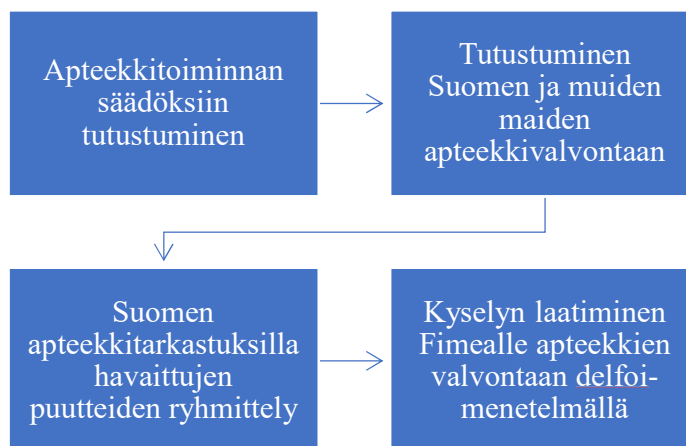 Apteekkitoiminnan
säädöksiin
tutustuminen
Tutustuminen
Suomen ja muiden
maiden
apteekkivalvontaan
Suomen
apteekkitarkastuksilla
havaittujen
puutteiden ryhmittely
Kyselyn laatiminen
Fimealle apteekkien
valvontaan delfoi-
menetelmällä